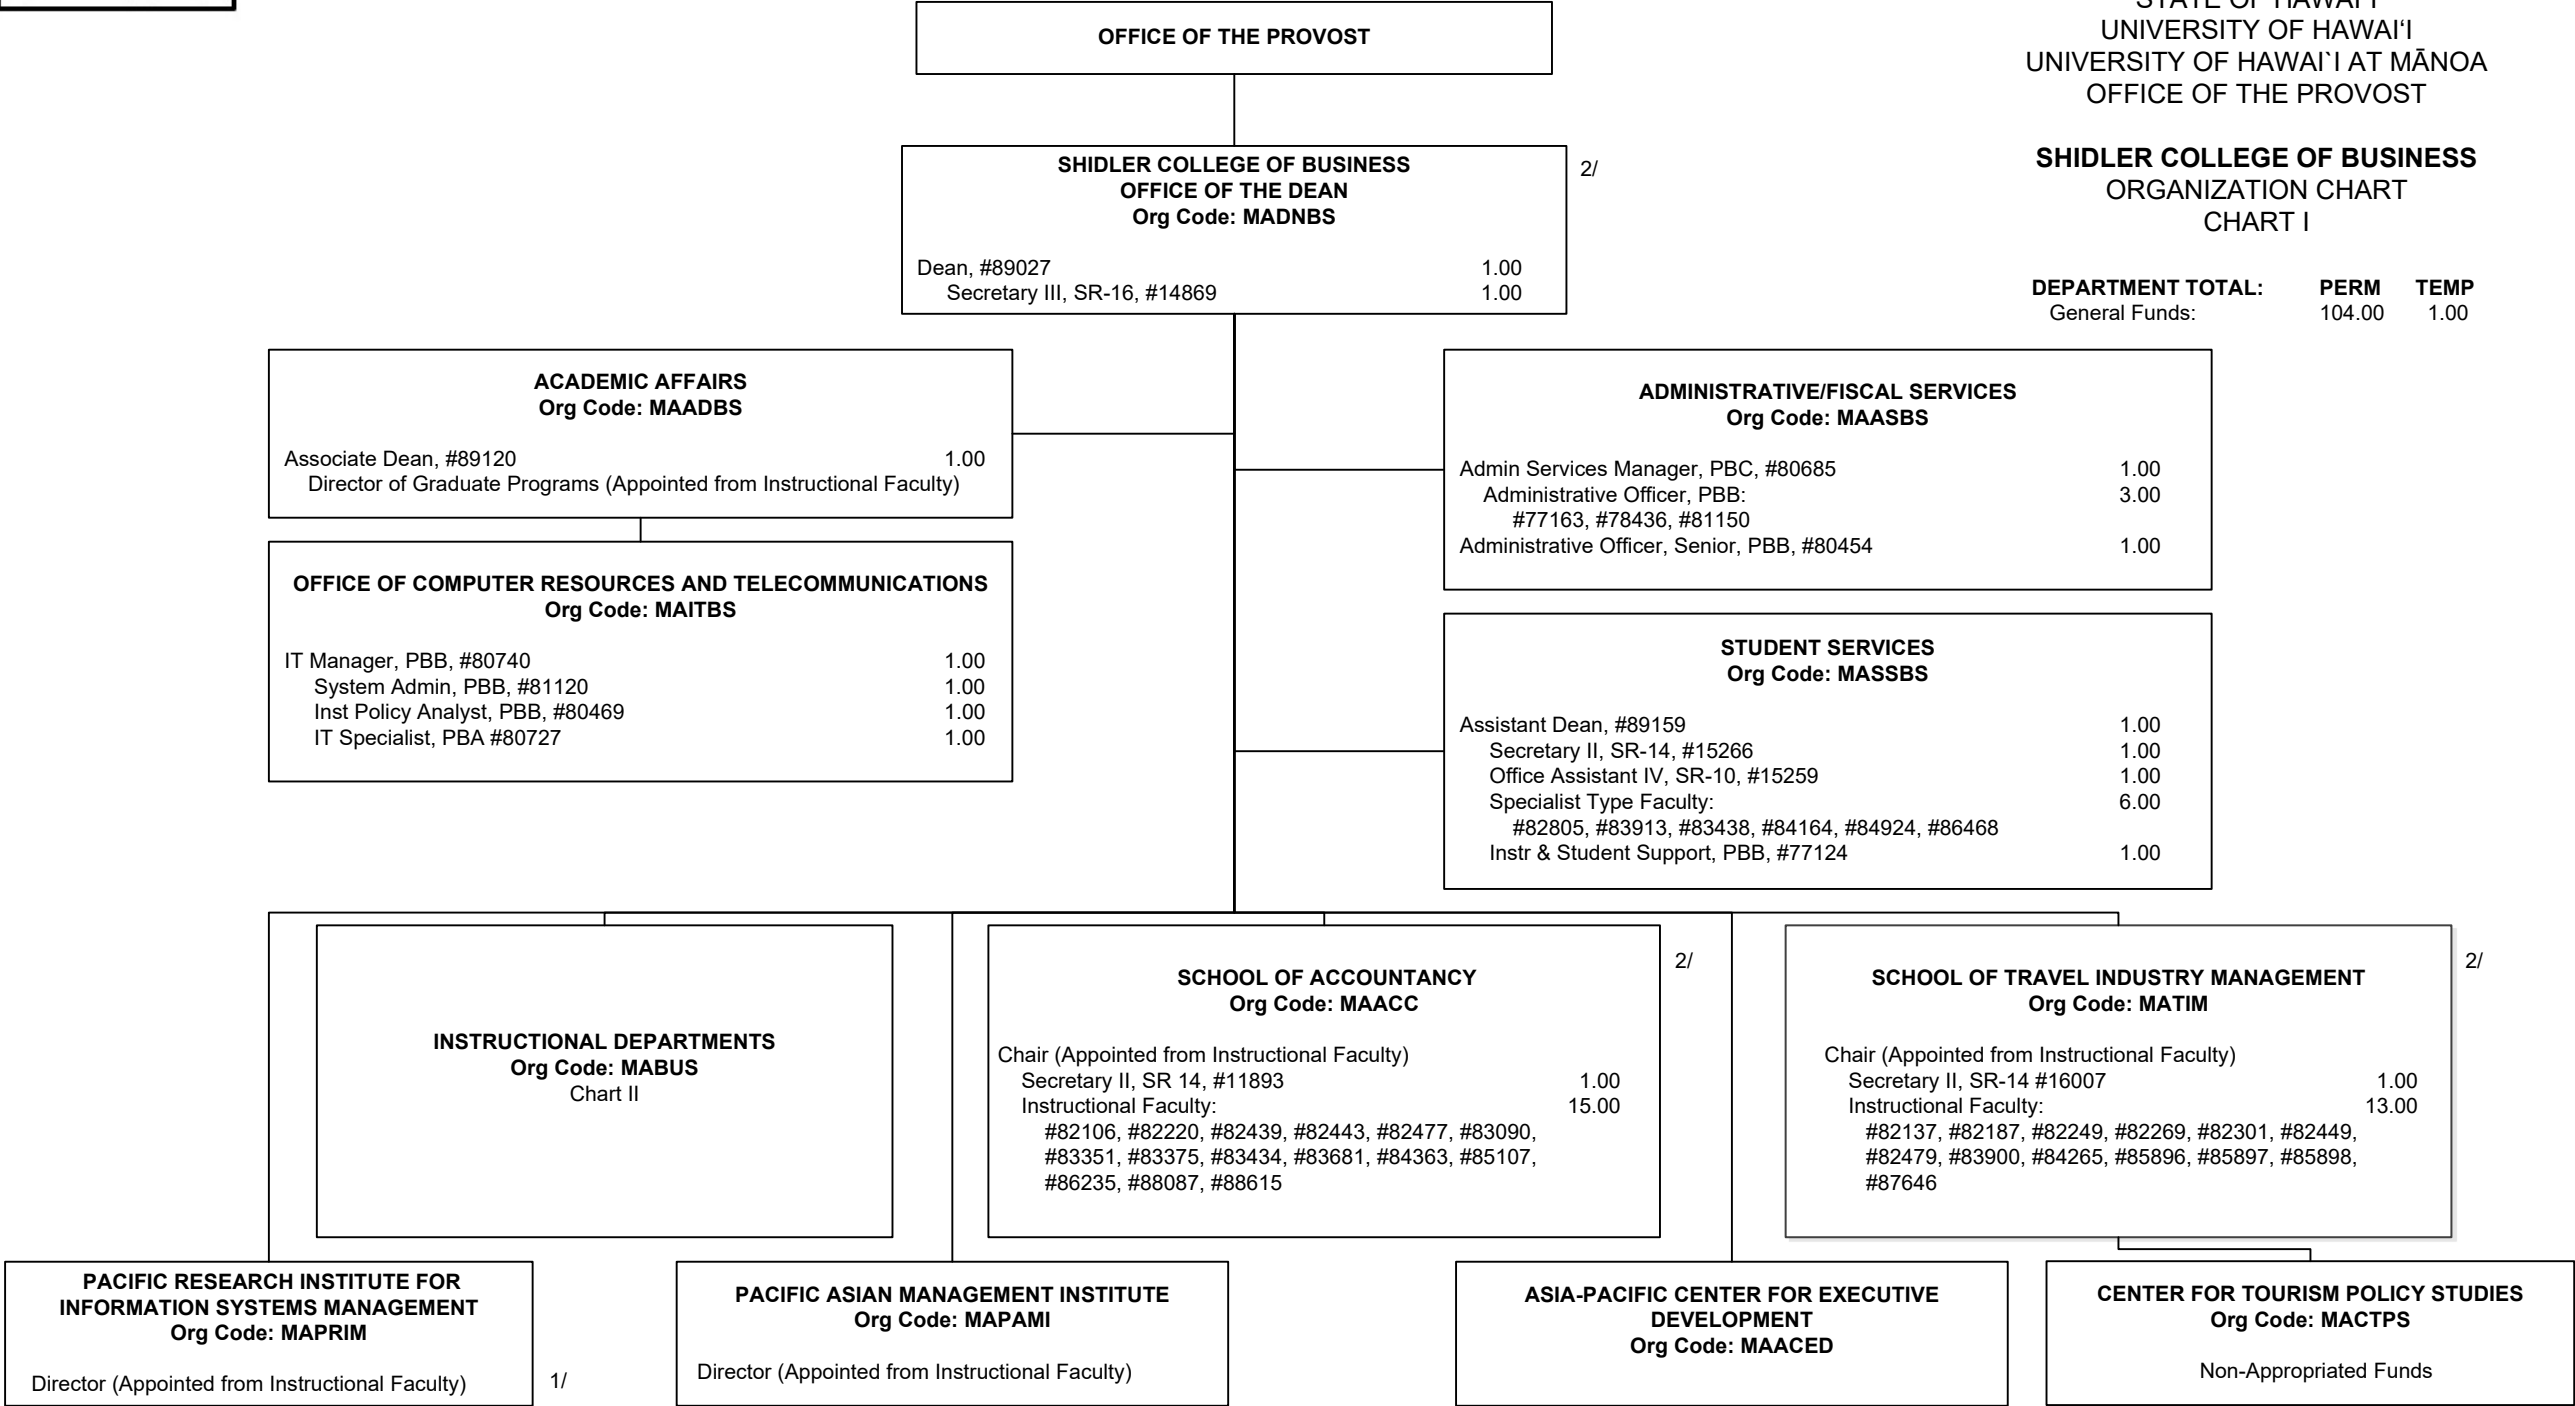 STATE OF HAWAI‘I
UNIVERSITY OF HAWAI‘I
UNIVERSITY OF HAWAI`I AT MĀNOA
OFFICE OF THE PROVOST
SHIDLER COLLEGE OF BUSINESS
ORGANIZATION CHART
CHART I
DEPARTMENT TOTAL: PERM TEMP
General Funds: 104.00 1.00
OFFICE OF THE PROVOST
SHIDLER COLLEGE OF BUSINESS
OFFICE OF THE DEAN
Org Code: MADNBS
Dean, #89027 1.00
Secretary III, SR-16, #14869 1.00
2/
ACADEMIC AFFAIRS
Org Code: MAADBS
Associate Dean, #89120 1.00
Director of Graduate Programs (Appointed from Instructional Faculty)
OFFICE OF COMPUTER RESOURCES AND TELECOMMUNICATIONS
Org Code: MAITBS
IT Manager, PBB, #80740 1.00
System Admin, PBB, #81120 1.00
Inst Policy Analyst, PBB, #80469 1.00
IT Specialist, PBA #80727 1.00
ADMINISTRATIVE/FISCAL SERVICES
Org Code: MAASBS
Admin Services Manager, PBC, #80685 1.00
Administrative Officer, PBB: 3.00
#77163, #78436, #81150
Administrative Officer, Senior, PBB, #80454 1.00
STUDENT SERVICES
Org Code: MASSBS
Assistant Dean, #89159 1.00
Secretary II, SR-14, #15266 1.00
Office Assistant IV, SR-10, #15259 1.00
Specialist Type Faculty: 6.00
#82805, #83913, #83438, #84164, #84924, #86468
Instr & Student Support, PBB, #77124 1.00
INSTRUCTIONAL DEPARTMENTS
Org Code: MABUS
Chart II
SCHOOL OF ACCOUNTANCY
Org Code: MAACC
Chair (Appointed from Instructional Faculty)
Secretary II, SR 14, #11893 1.00
Instructional Faculty: 15.00
#82106, #82220, #82439, #82443, #82477, #83090,
#83351, #83375, #83434, #83681, #84363, #85107,
#86235, #88087, #88615
2/
SCHOOL OF TRAVEL INDUSTRY MANAGEMENT
Org Code: MATIM
Chair (Appointed from Instructional Faculty)
Secretary II, SR-14 #16007 1.00
Instructional Faculty: 13.00
#82137, #82187, #82249, #82269, #82301, #82449,
#82479, #83900, #84265, #85896, #85897, #85898,
#87646
2/
PACIFIC RESEARCH INSTITUTE FOR
INFORMATION SYSTEMS MANAGEMENT
Org Code: MAPRIM
Director (Appointed from Instructional Faculty)
1/
PACIFIC ASIAN MANAGEMENT INSTITUTE
Org Code: MAPAMI
Director (Appointed from Instructional Faculty)
ASIA-PACIFIC CENTER FOR EXECUTIVE
DEVELOPMENT
Org Code: MAACED
CENTER FOR TOURISM POLICY STUDIES
Org Code: MACTPS
Non-Appropriated Funds